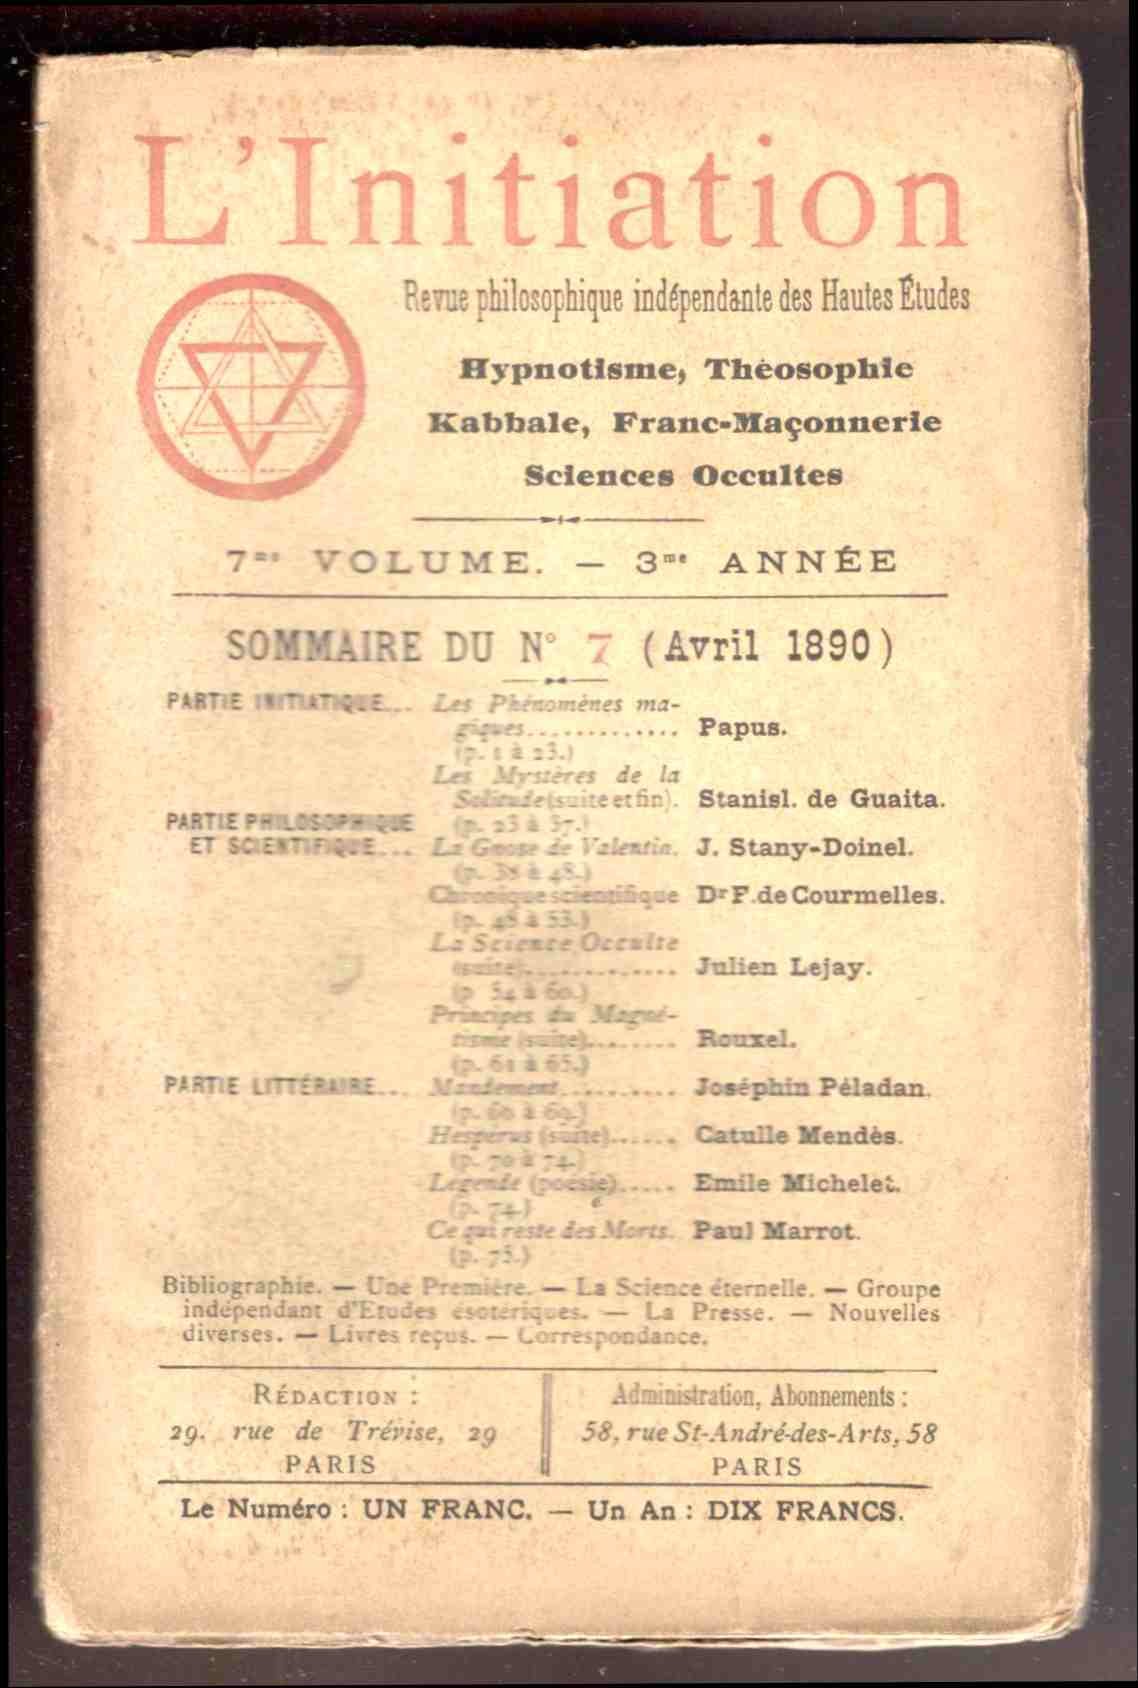 L'Initiation
Revue philosophique indépendante des Hautes Études
Hypnotisme, Théosophie
Kabbale, Franc-Maçonnerie
Sciences Occultes
7me VOLUME. — 3me ANNÉE
SOMMAIRE DU N° 7 (Avril 1890)
PARTIE INITIATIQUE... Les Phénomènes ma-
giques............. Papus.
(p. 1 à 23.)
Les Mystères de la
Solitude (suite et fin). Stanisl. de Guaita.
PARTIE PHILOSOPHIQUE (p. 23 à 37.)
ET SCIENTIFIQUE... La Gnose de Valentin. J. Stany-Doinel.
(p. 38 à 48.)
Chronique scientifique Dr F. de Courmelles.
(p. 48 à 53.)
La Science Occulte
(suite)............. Julien Lejay.
(p 54 à 60.)
Principes du Magné-
tisme (suite)........ Rouxel.
(p. 61 à 65.)
PARTIE LITTÉRAIRE... Mandement.......... Joséphin Péladan.
(p. 66 à 69.)
Hespérus (suite)...... Catulle Mendès.
(p. 70 à 74.)
Légende (poésie)..... Emile Michelet.
(p. 74.)
Ce qui reste des Morts. Paul Marrot.
(p. 75.)
Bibliographie. — Une Première. — La Science éternelle. — Groupe
indépendant d'Etudes ésotériques. — La Presse. — Nouvelles
diverses. — Livres reçus. — Correspondance.
RÉDACTION :
29, rue de Trévise, 29
PARIS
Administration, Abonnements :
58, rue St-André-des-Arts, 58
PARIS
Le Numéro : UN FRANC. — Un An : DIX FRANCS.